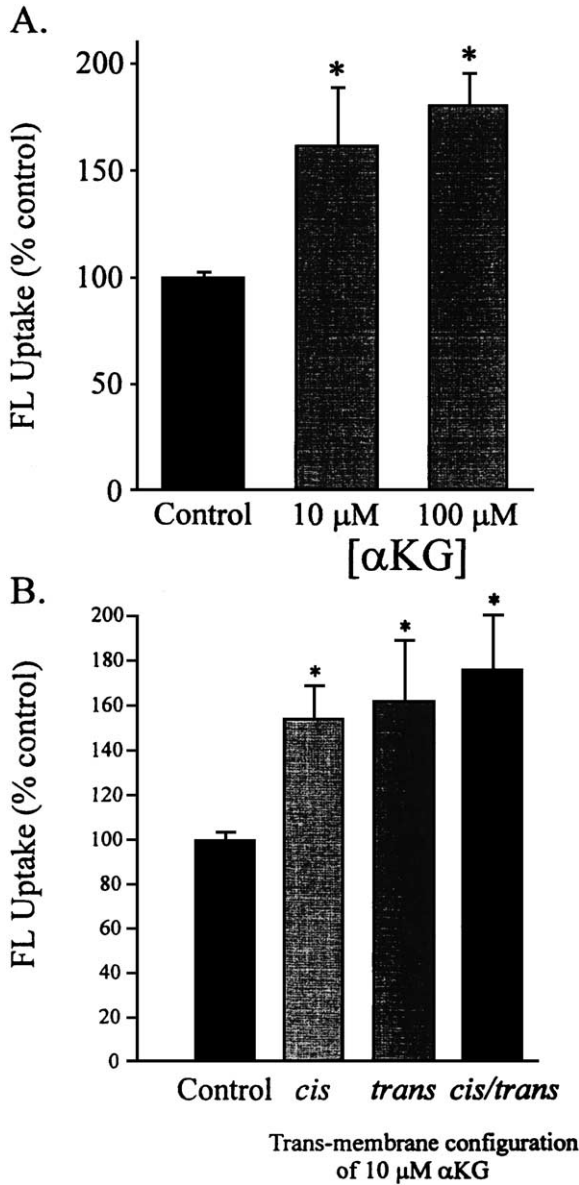 A.
FL Uptake (% control)
200
150
100
50
0
*
*
Control 10 μM 100 μM
[αKG]
B.
FL Uptake (% control)
200
180
160
140
120
100
80
60
40
20
0
*
*
*
Control cis trans cis/trans
Trans-membrane configuration
of 10 μM αKG